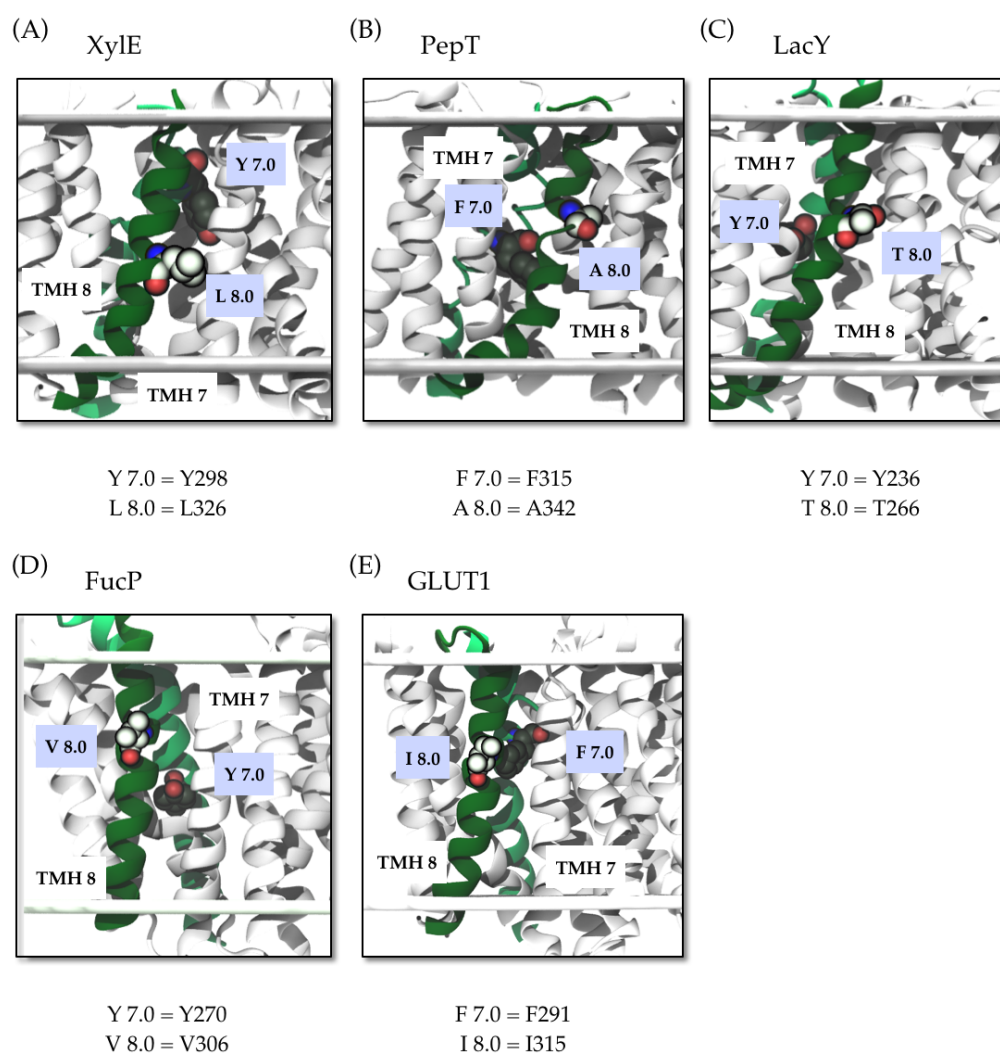 (A) XylE
(B) PepT
(C) LacY
Y 7.0
TMH 8
L 8.0
TMH 7
TMH 7
F 7.0
A 8.0
TMH 8
TMH 7
Y 7.0
T 8.0
TMH 8
Y 7.0 = Y298
L 8.0 = L326
F 7.0 = F315
A 8.0 = A342
Y 7.0 = Y236
T 8.0 = T266
(D) FucP
(E) GLUT1
TMH 7
V 8.0
Y 7.0
TMH 8
I 8.0
F 7.0
TMH 8
TMH 7
Y 7.0 = Y270
V 8.0 = V306
F 7.0 = F291
I 8.0 = I315